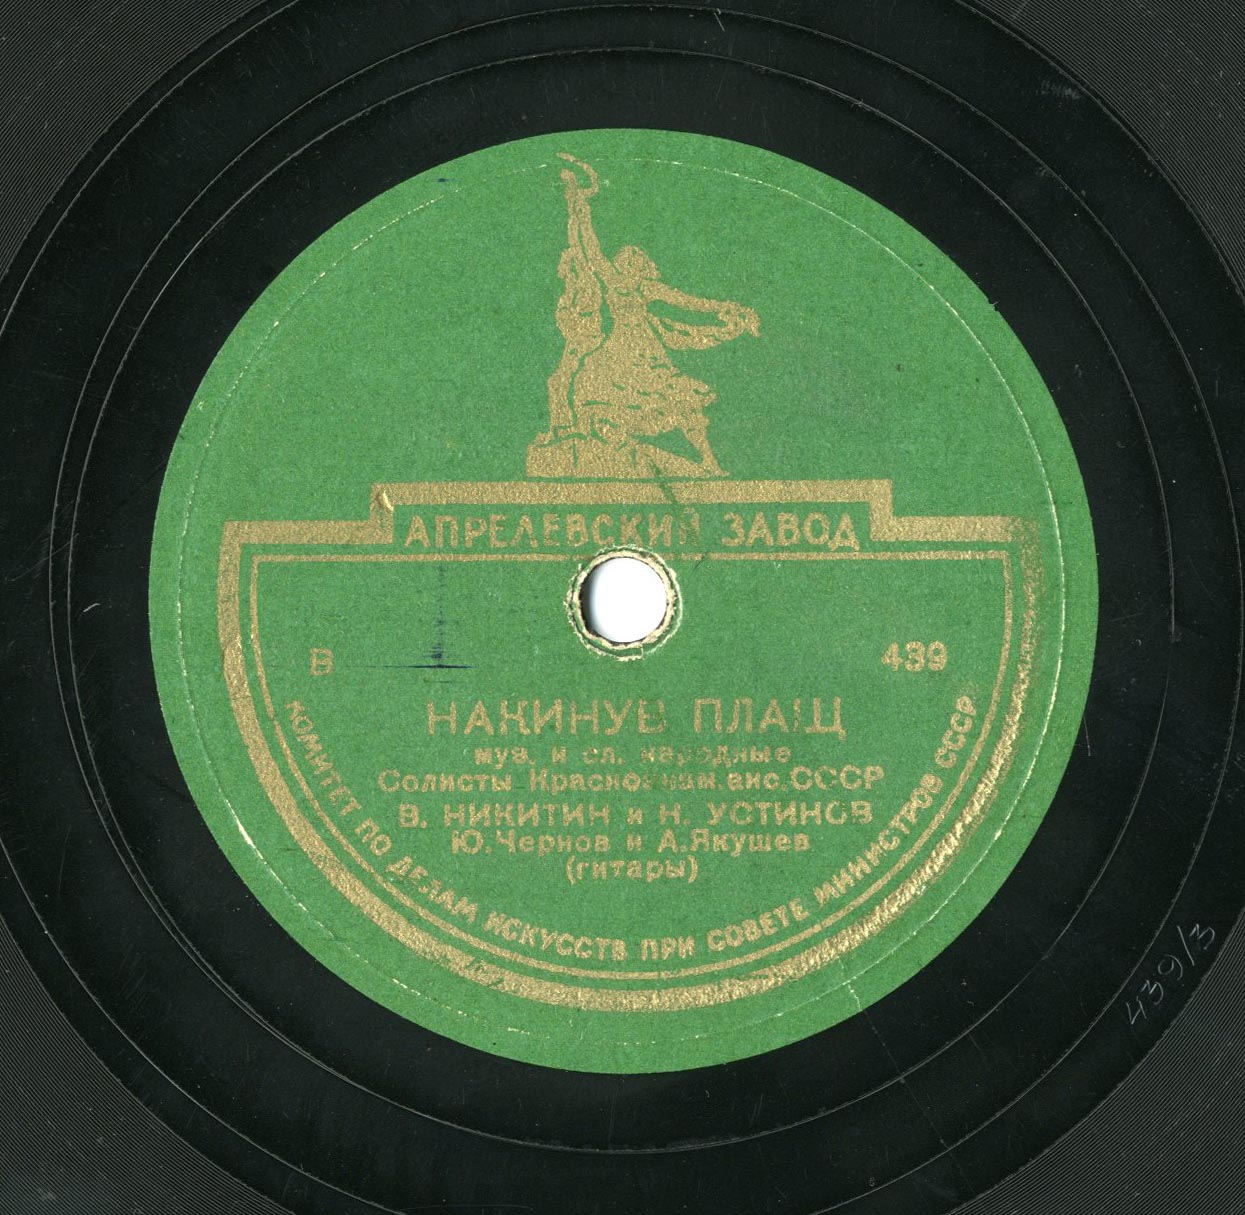 АПРЕЛЕВСКИЙ ЗАВОД
В 439
НАКИНУВ ПЛАЩ
муз. и сл. народные
Солисты Краснознам. анс. СССР
В. НИКИТИН и Н. УСТИНОВ
Ю. Чернов и А. Якушев
(гитары)
КОМИТЕТ ПО ДЕЛАМ ИСКУССТВ ПРИ СОВЕТЕ МИНИСТРОВ СССР
439/3